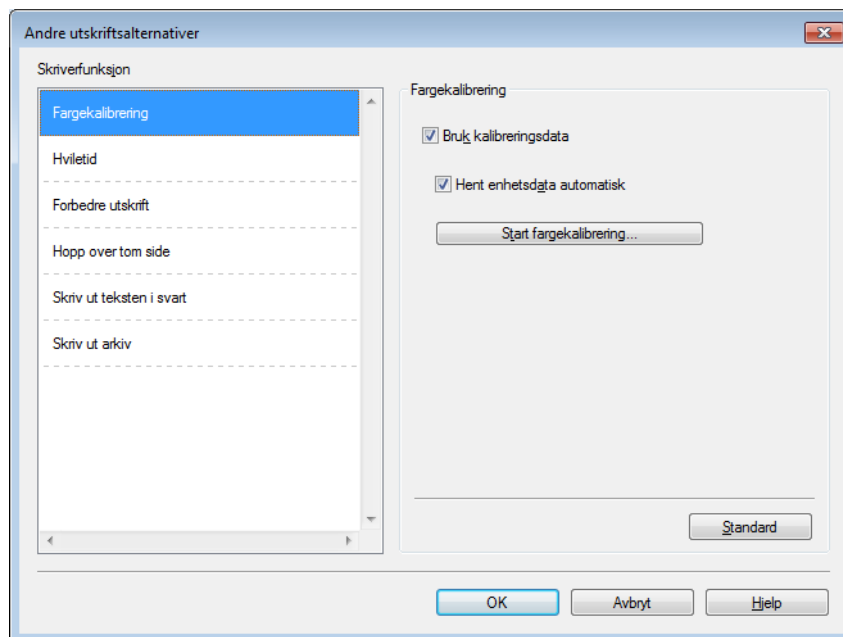 Andre utskriftsalternativer
Skriverfunksjon
Fargekalibrering
Hviletid
Forbedre utskrift
Hopp over tom side
Skriv ut teksten i svart
Skriv ut arkiv
Fargekalibrering
Bruk kalibreringsdata
Hent enhetsdata automatisk
Start fargekalibrering...
Standard
OK
Avbryt
Hjelp